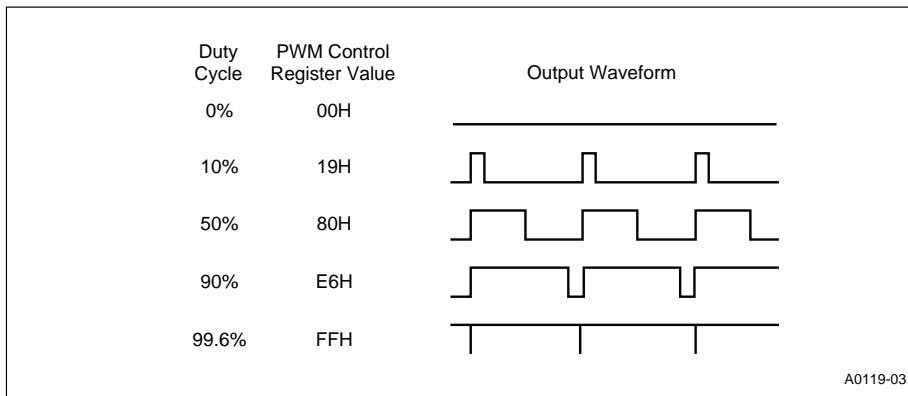 Duty Cycle PWM Control Register Value Output Waveform
0% 00H
10% 19H
50% 80H
90% E6H
99.6% FFH
A0119-03